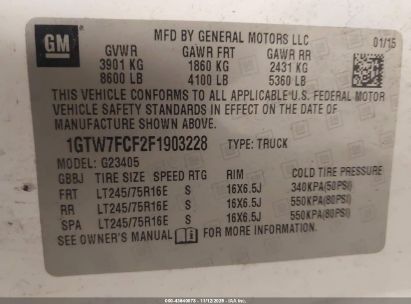 GM
MFD BY GENERAL MOTORS LLC
01/15
GVWR GAWR FRT GAWR RR
3901 KG 1860 KG 2431 KG
8600 LB 4100 LB 5360 LB
THIS VEHICLE CONFORMS TO ALL APPLICABLE U.S. FEDERAL MOTOR
VEHICLE SAFETY STANDARDS IN EFFECT ON THE DATE OF
MANUFACTURE SHOWN ABOVE.
1GTW7FCF2F1903228 TYPE: TRUCK
MODEL: G23405
GBBJ TIRE SIZE SPEED RTG RIM COLD TIRE PRESSURE
FRT LT245/75R16E S 16X6.5J 340KPA(50PSI)
RR LT245/75R16E S 16X6.5J 550KPA(80PSI)
SPA LT245/75R16E S 16X6.5J 550KPA(80PSI)
SEE OWNER'S MANUAL FOR MORE INFORMATION.